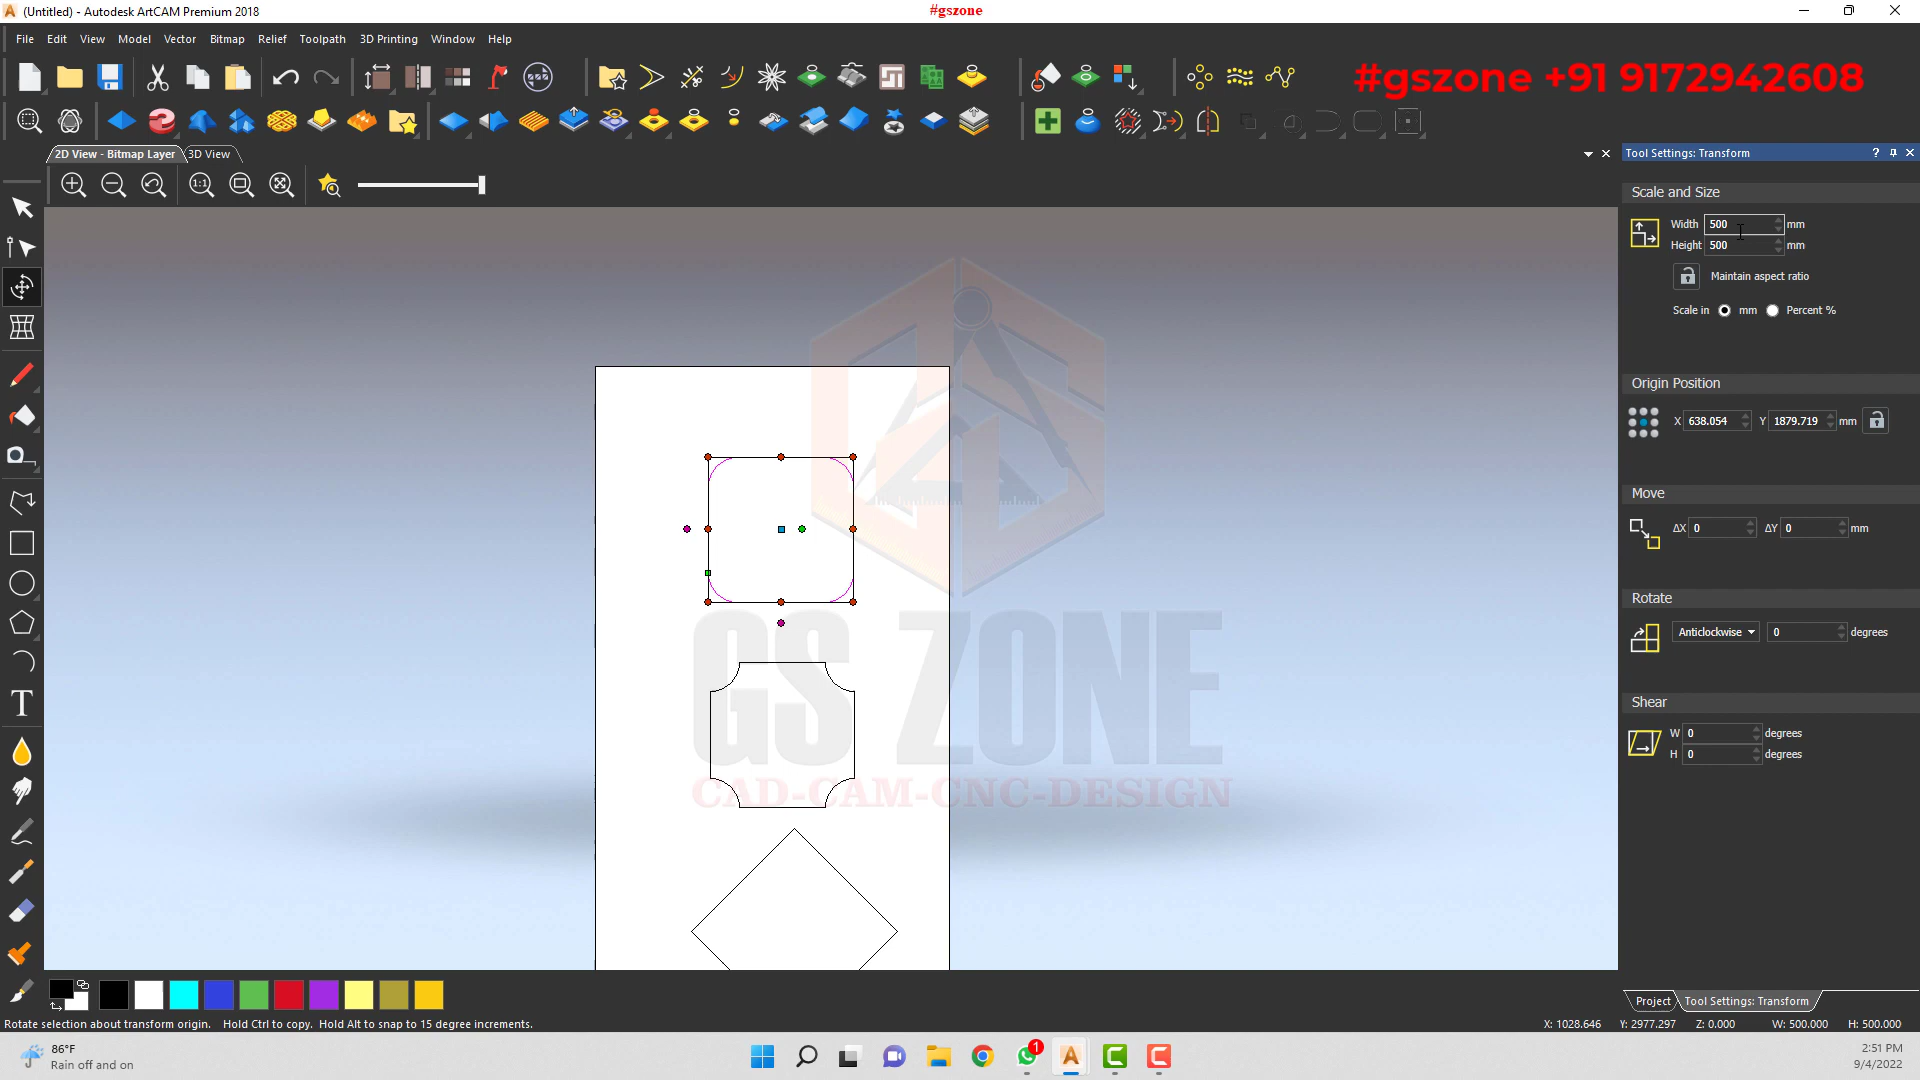 (Untitled) - Autodesk ArtCAM Premium 2018
#gszone
File Edit View Model Vector Bitmap Relief Toolpath 3D Printing Window Help
#gszone +91 9172942608
2D View - Bitmap Layer 3D View
Tool Settings: Transform
1:1
Scale and Size
Width 500 mm
Height 500 mm
Maintain aspect ratio
Scale in mm Percent %
Origin Position
X 638.054 Y 1879.719 mm
Move
ΔX 0 ΔY 0 mm
Rotate
Anticlockwise 0 degrees
Shear
W 0 degrees
H 0 degrees
GS ZONE
CAD-CAM-CNC-DESIGN
Project Tool Settings: Transform
Rotate selection about transform origin. Hold Ctrl to copy. Hold Alt to snap to 15 degree increments.
X: 1028.646 Y: 2977.297 Z: 0.000 W: 500.000 H: 500.000
86°F
Rain off and on
1
2:51 PM
9/4/2022